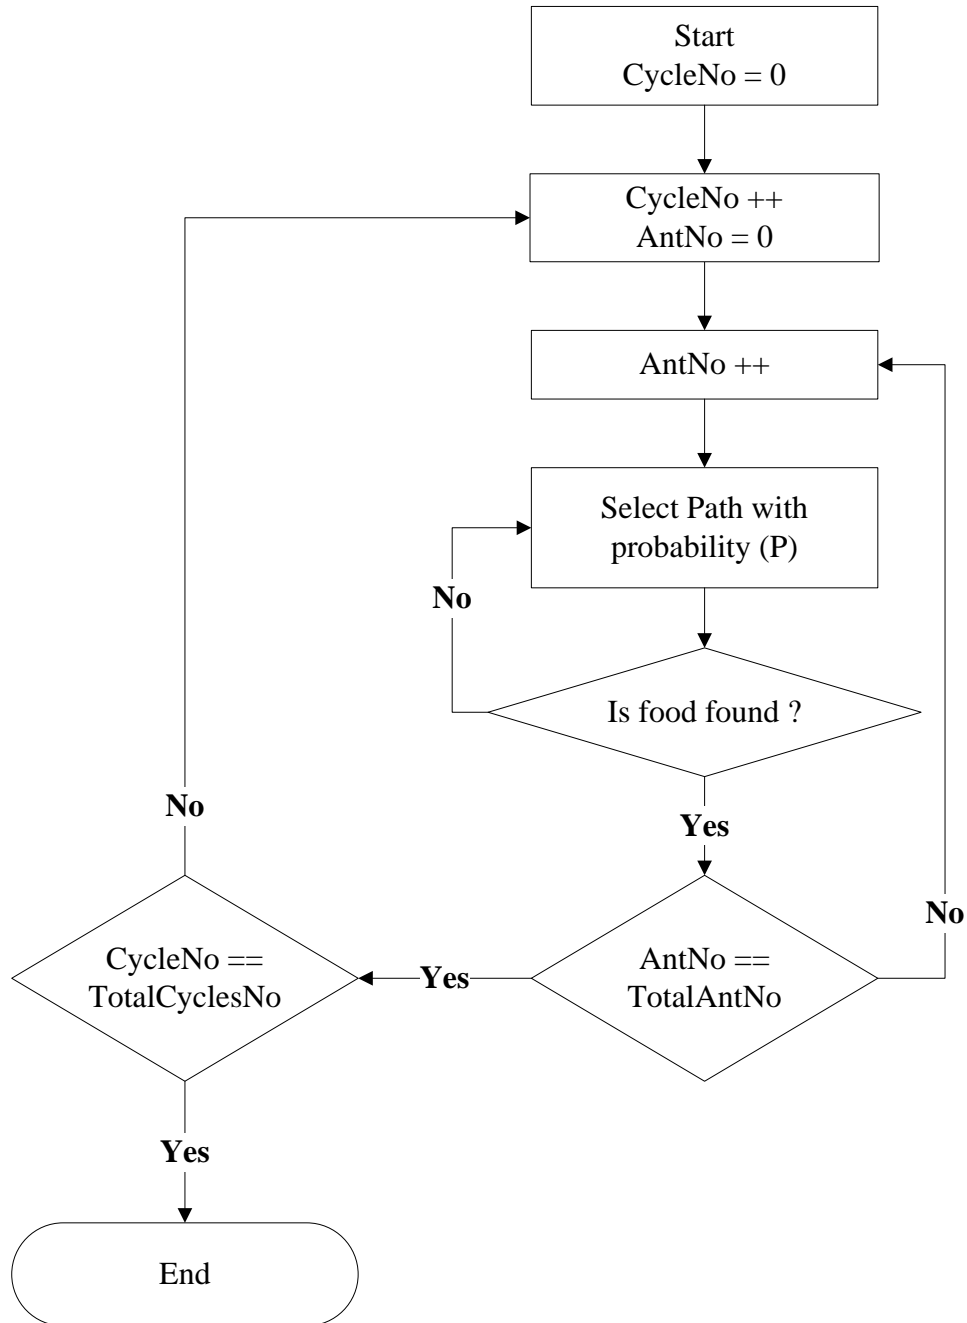 Start
CycleNo = 0
CycleNo ++
AntNo = 0
AntNo ++
Select Path with
probability (P)
No
Is food found ?
No
Yes
No
CycleNo ==
TotalCyclesNo
Yes
AntNo ==
TotalAntNo
Yes
End